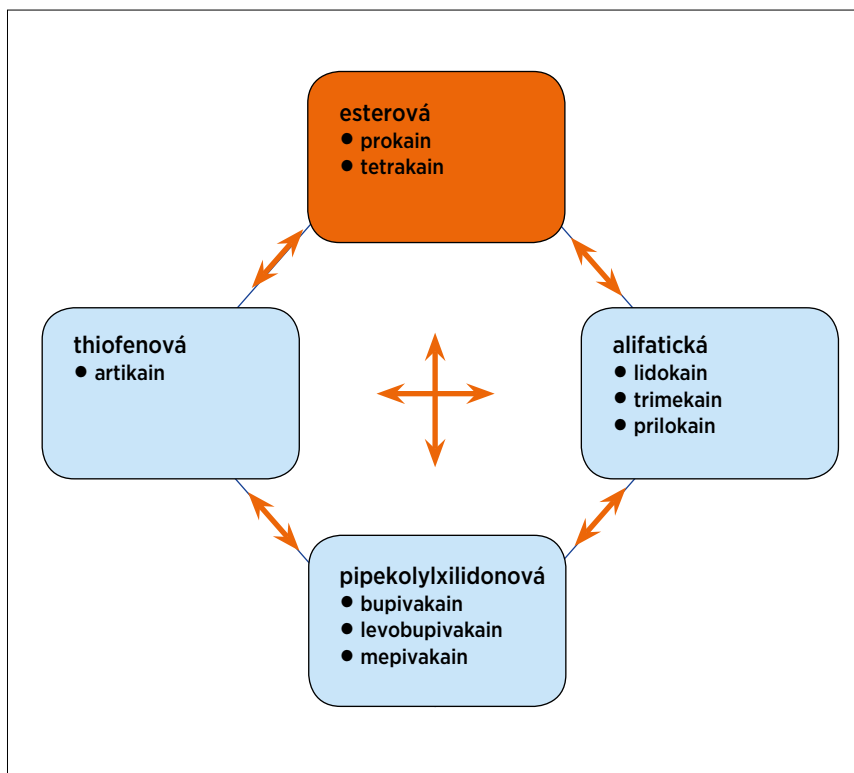 esterová
● prokain
● tetrakain
thiofenová
● artikain
alifatická
● lidokain
● trimekain
● prilokain
pipekolylxilidonová
● bupivakain
● levobupivakain
● mepivakain